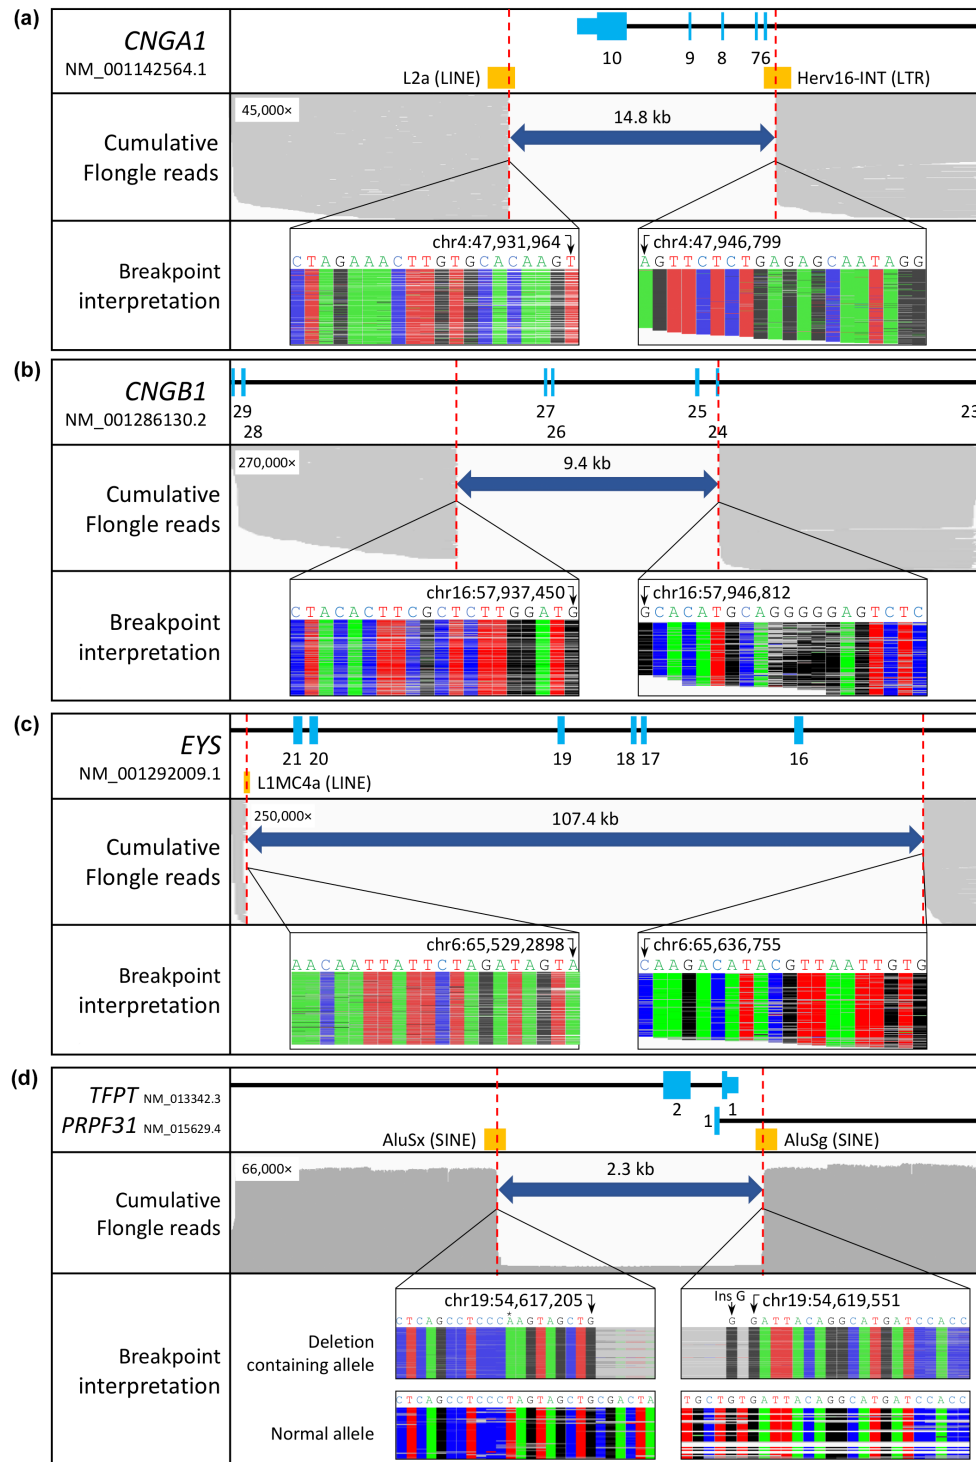 (a)
CNGA1
NM_001142564.1
10 9 8 76
L2a (LINE)
Herv16-INT (LTR)
45,000×
Cumulative
Flongle reads
14.8 kb
Breakpoint
interpretation
chr4:47,931,964
CTAGAAACTTGTGCACAAGT
chr4:47,946,799
AGTTCTCTGAGAGCAATAGG
(b)
CNGB1
NM_001286130.2
29 27 25 23
28 26 24
270,000×
Cumulative
Flongle reads
9.4 kb
Breakpoint
interpretation
chr16:57,937,450
CTACACTTCGCTCTTGGATG
chr16:57,946,812
GCACATGCAGGGGGAGTCTC
(c)
EYS
NM_001292009.1
21 20 19 18 17 16
L1MC4a (LINE)
250,000×
Cumulative
Flongle reads
107.4 kb
Breakpoint
interpretation
chr6:65,529,2898
AACAATTATTCTAGATAGTA
chr6:65,636,755
CAAGACATACGTTAATTGTG
(d)
TFPT NM_013342.3
2 1
PRPF31 NM_015629.4
1
AluSx (SINE)
AluSg (SINE)
66,000×
Cumulative
Flongle reads
2.3 kb
Breakpoint
interpretation
Deletion
containing allele
chr19:54,617,205
*
CTCAGCCTCCCAAGTAGCTG
Ins G
chr19:54,619,551
G GATTACAGGCATGATCCACC
Normal allele
CTCAGCCTCCCTAGTAGCTGCGACTA
TGCTGTGATTACAGGCATGATCCACC